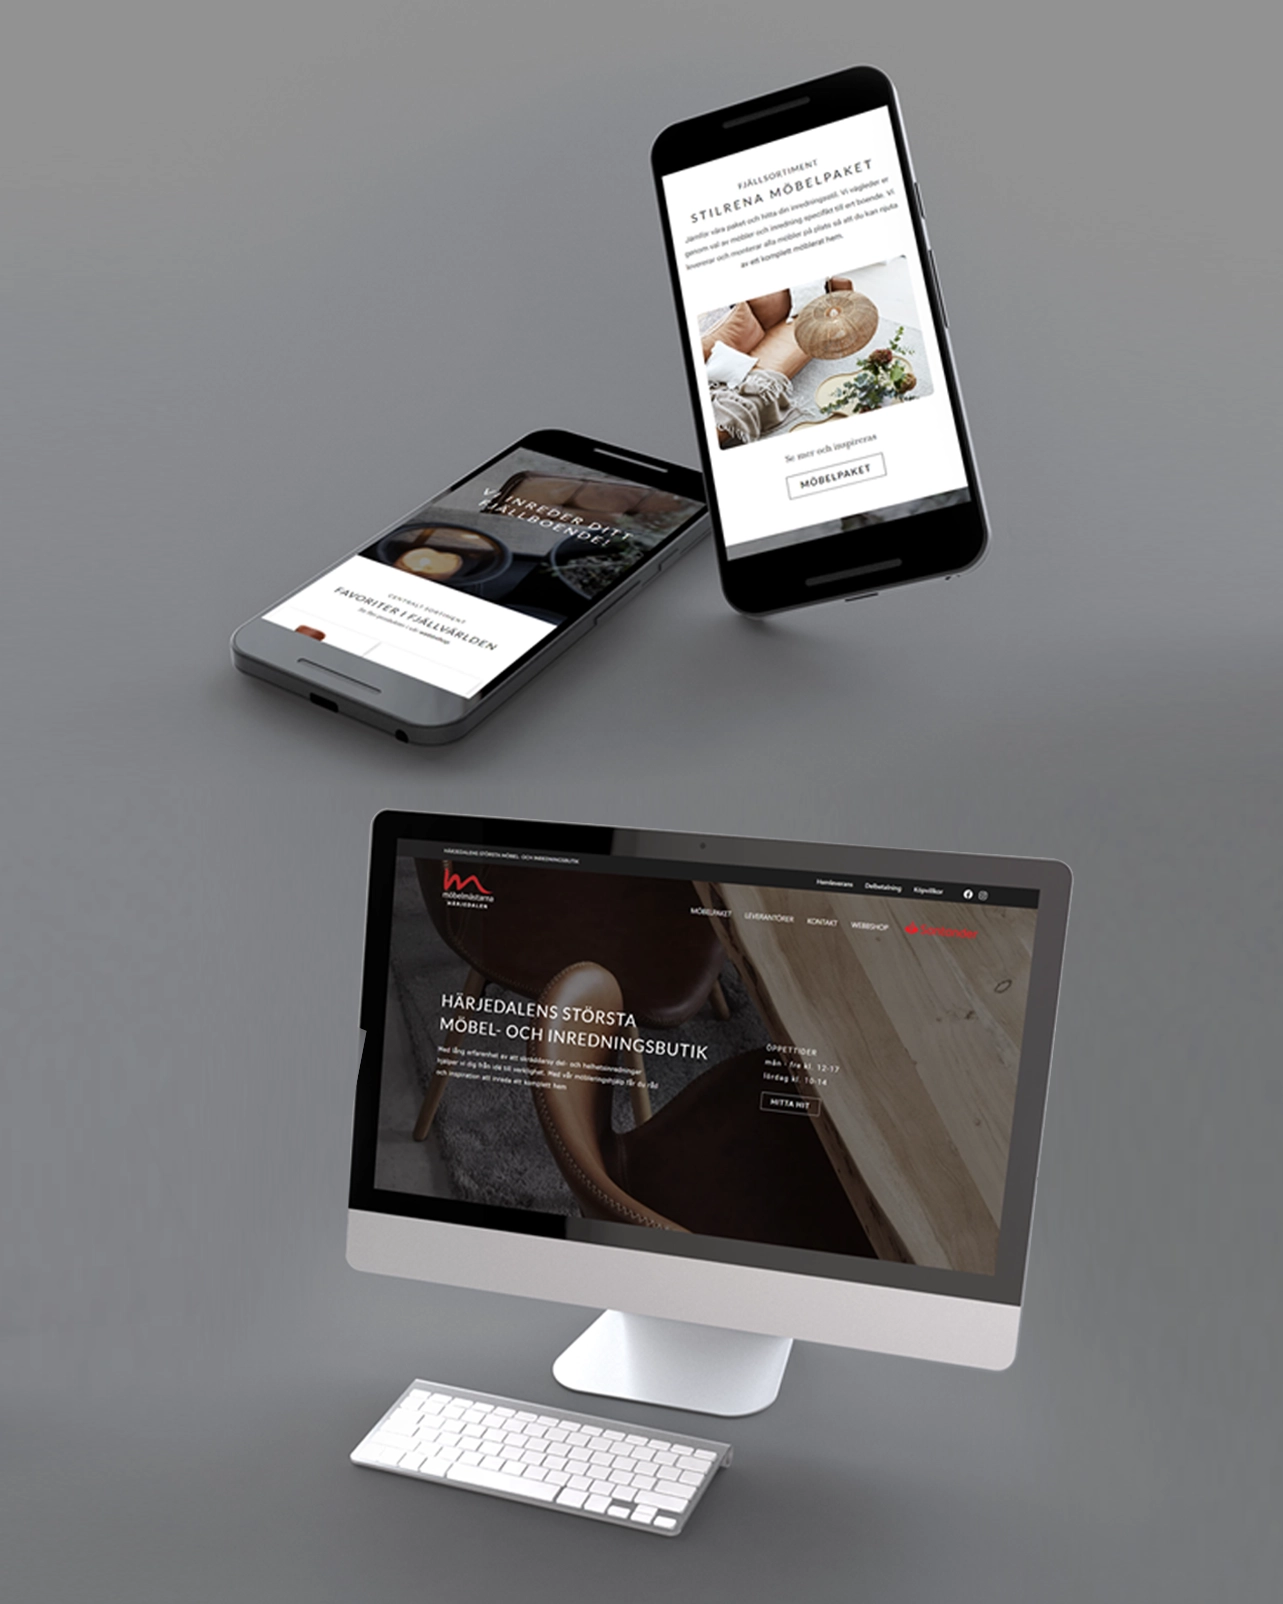 FJÄLLSORTIMENT
STILRENA MÖBELPAKET
Jämför våra paket och hitta din inredningsstil. Vi vägleder er
genom val av möbler och inredning specifikt till ert boende. Vi
levererar och monterar alla möbler på plats så att du kan njuta
av ett komplett möblerat hem.
Se mer och inspireras
MÖBELPAKET
VI INREDER DITT
FJÄLLBOENDE!
CENTRALT SORTIMENT
FAVORITER I FJÄLLVÄRLDEN
Se fler produkter i vår webbshop
HÄRJEDALENS STÖRSTA MÖBEL- OCH INREDNINGSBUTIK
Hemleverans Delbetalning Köpvillkor
möbelmästarna
HÄRJEDALEN
MÖBELPAKET LEVERANTÖRER KONTAKT WEBBSHOP Santander
HÄRJEDALENS STÖRSTA
MÖBEL- OCH INREDNINGSBUTIK
Med lång erfarenhet av att skräddarsy del- och helhetsinredningar
hjälper vi dig från idé till verklighet. Med vår möbleringshjälp får du råd
och inspiration att inreda ett komplett hem
ÖPPETTIDER
mån - fre kl. 12-17
lördag kl. 10-14
HITTA HIT